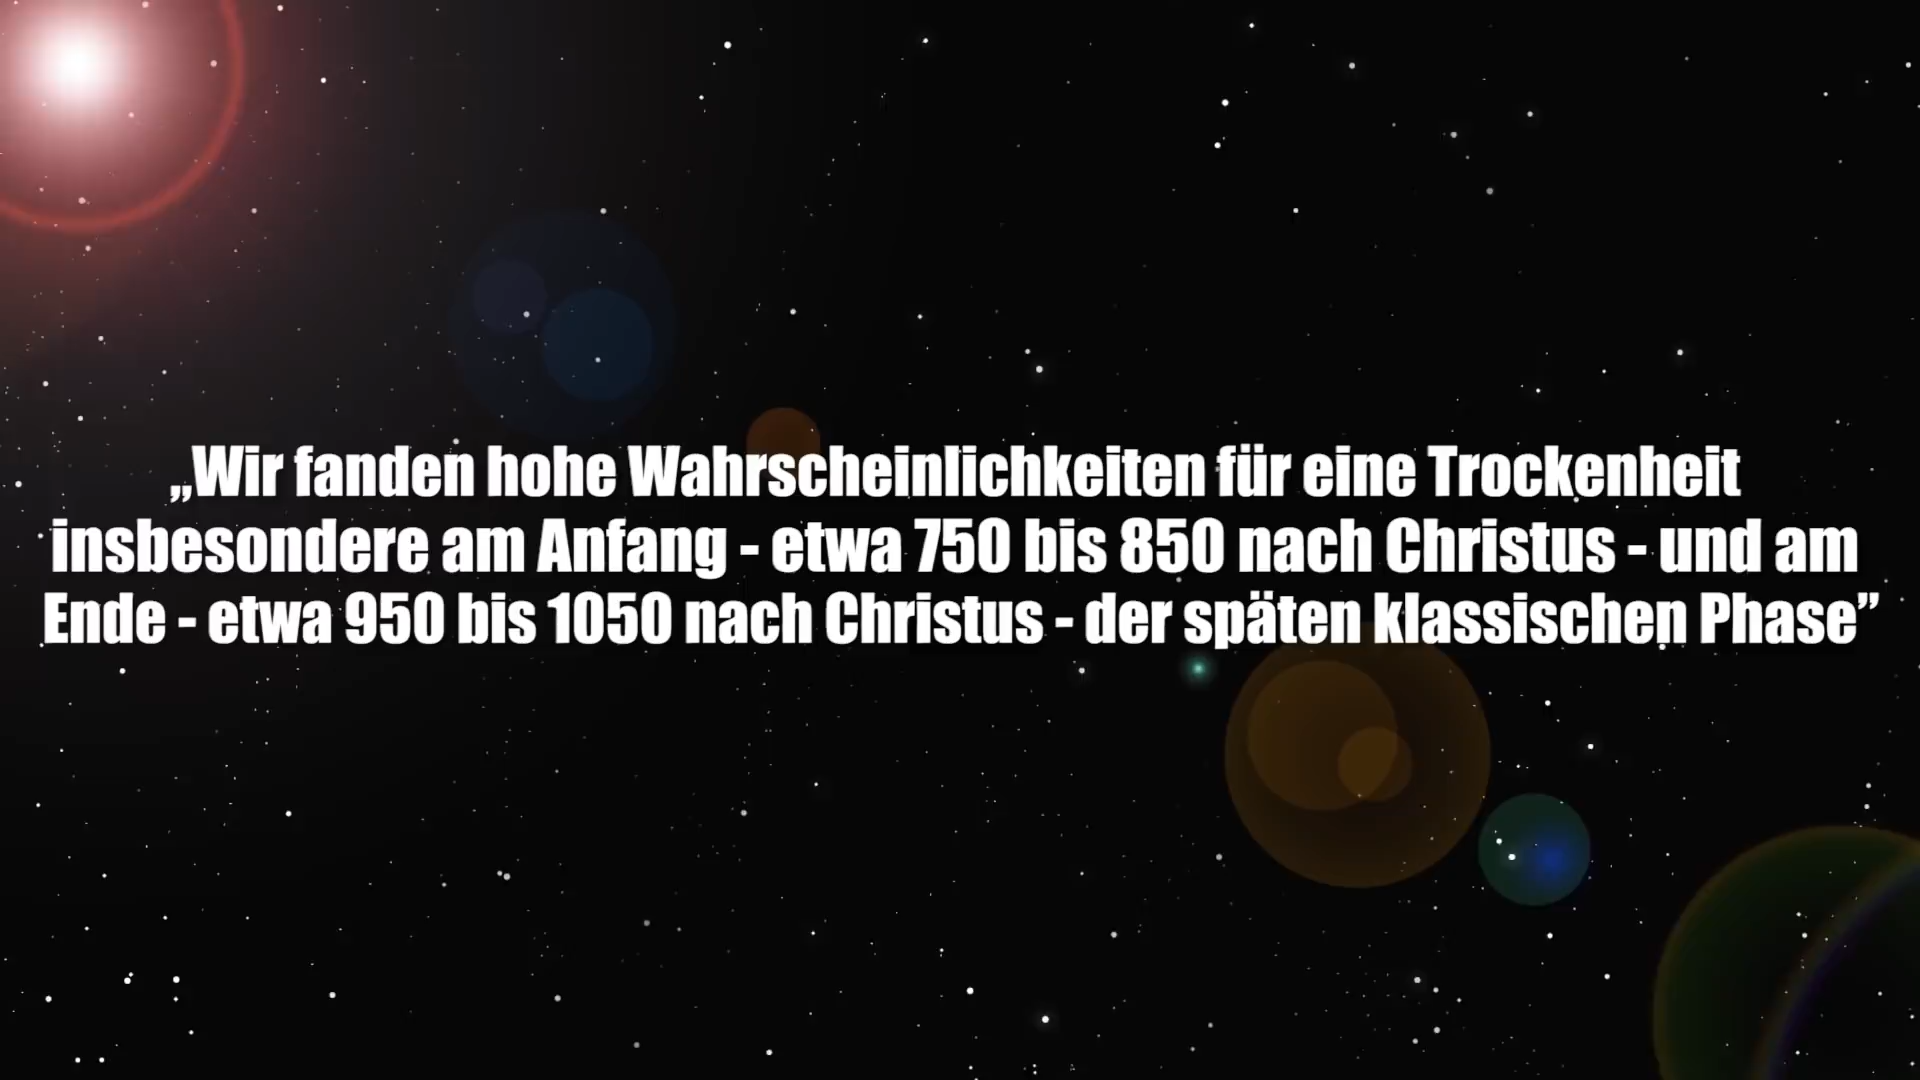 „Wir fanden hohe Wahrscheinlichkeiten für eine Trockenheit
insbesondere am Anfang - etwa 750 bis 850 nach Christus - und am
Ende - etwa 950 bis 1050 nach Christus - der späten klassischen Phase”